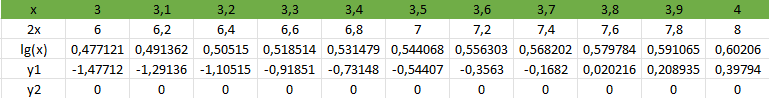 x 3 3,1 3,2 3,3 3,4 3,5 3,6 3,7 3,8 3,9 4
2x 6 6,2 6,4 6,6 6,8 7 7,2 7,4 7,6 7,8 8
lg(x) 0,477121 0,491362 0,50515 0,518514 0,531479 0,544068 0,556303 0,568202 0,579784 0,591065 0,60206
y1 -1,47712 -1,29136 -1,10515 -0,91851 -0,73148 -0,54407 -0,3563 -0,1682 0,020216 0,208935 0,39794
y2 0 0 0 0 0 0 0 0 0 0 0